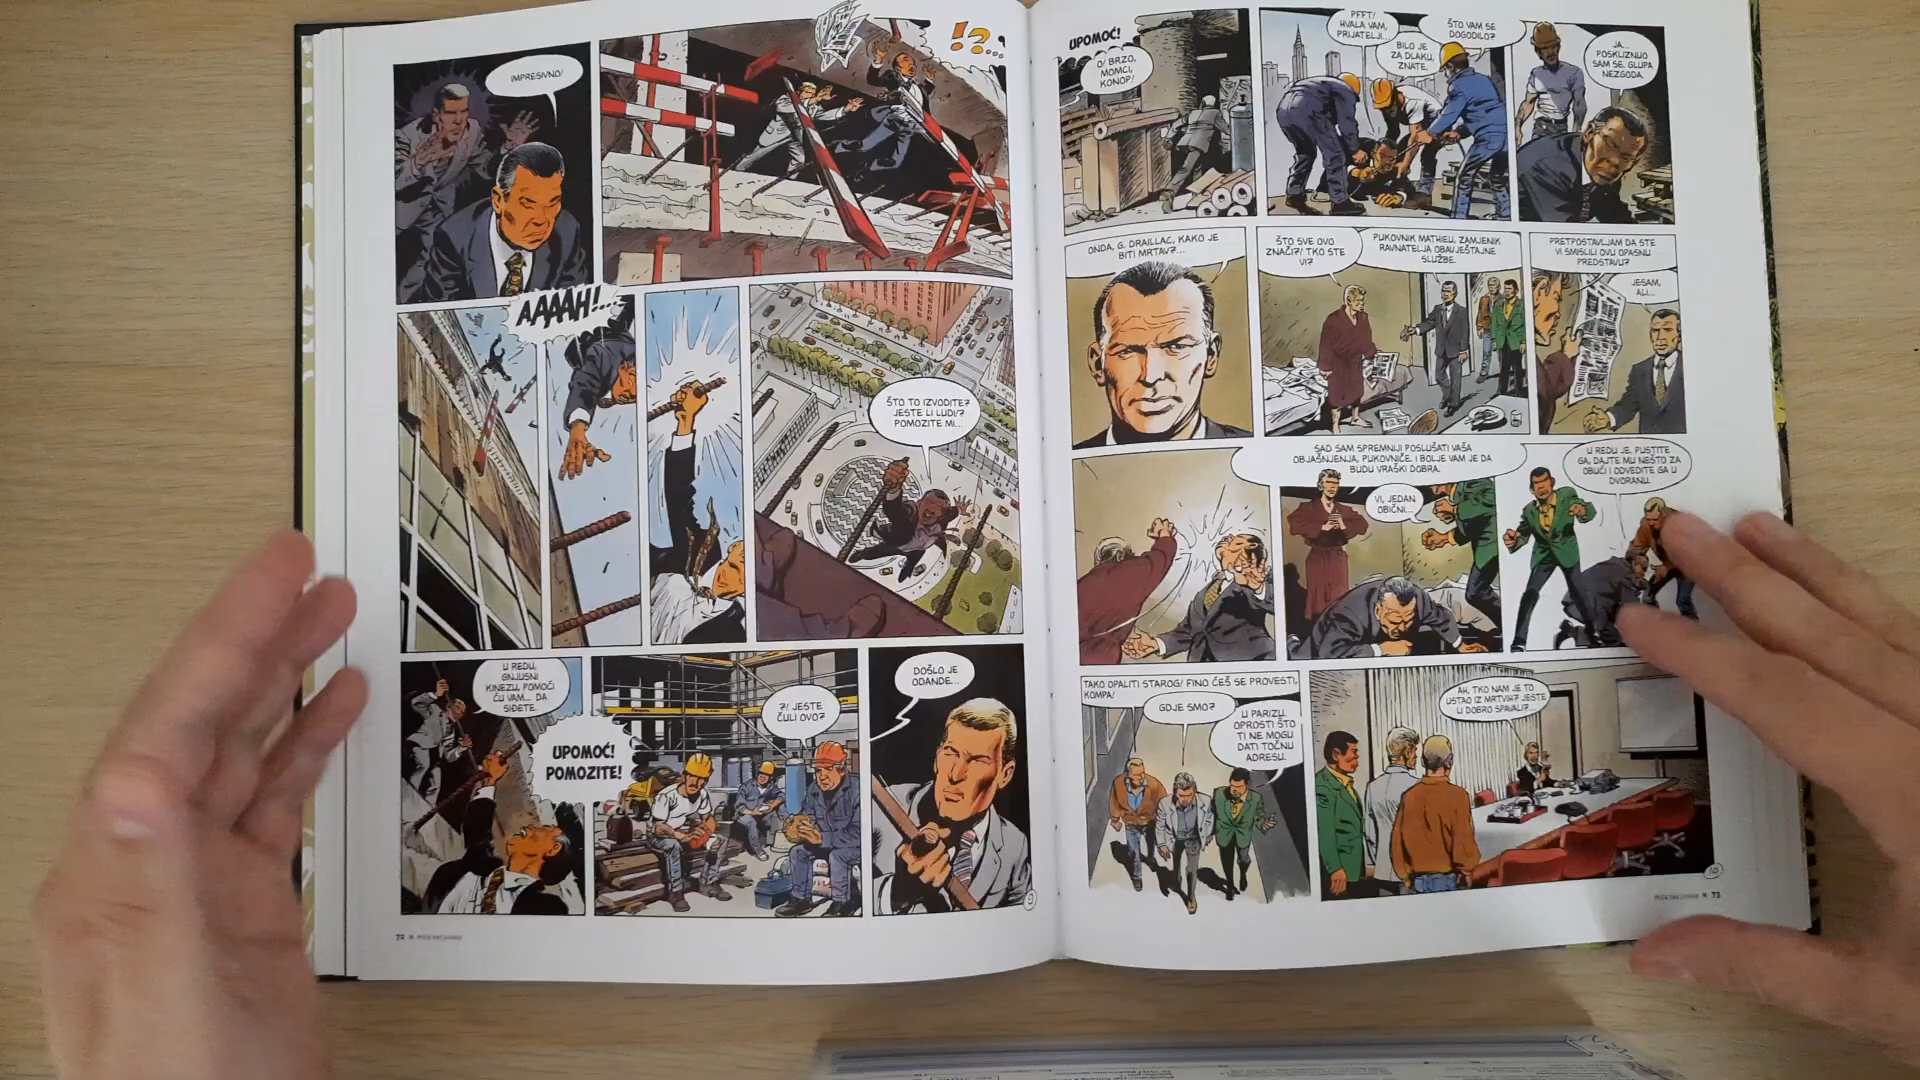 IMPRESIVNO!
!?...
AAAAH!...
ŠTO TO IZVODITE?
JESTE LI LUDI!?
POMOZITE MI...
U REDU,
GNJUSNI
KINEZU, POMOĆI
ĆU VAM... DA
SIĐETE.
UPOMOĆ!
POMOZITE!
?! JESTE
ČULI OVO?
DOŠLO JE
ODANDE...
9
72
UPOMOĆ!
O! BRZO,
MOMCI,
KONOP!
PFFT!
HVALA VAM,
PRIJATELJI...
BILO JE
ZA DLAKU,
ZNATE.
ŠTO VAM SE
DOGODILO?
JA...
POSKLIZNUO
SAM SE. GLUPA
NEZGODA.
ONDA, G. DRAILLAC, KAKO JE
BITI MRTAV?...
ŠTO SVE OVO
ZNAČI?! TKO STE
VI?
PUKOVNIK MATHIEU, ZAMJENIK
RAVNATELJA OBAVJEŠTAJNE
SLUŽBE.
PRETPOSTAVLJAM DA STE
VI SMISLILI OVU OPASNU
PREDSTAVU?
JESAM,
ALI...
SAD SAM SPREMNIJI POSLUŠATI VAŠA
OBJAŠNJENJA, PUKOVNIČE. I BOLJE VAM JE DA
BUDU VRAŠKI DOBRA.
VI, JEDAN
OBIČNI...
U REDU JE. PUSTITE
GA, DAJTE MU NEŠTO ZA
OBUĆI I ODVEDITE GA U
DVORANU.
TAKO OPALITI STAROG! FINO ĆEŠ SE PROVESTI,
KOMPA!
GDJE SMO?
U PARIZU.
OPROSTI ŠTO
TI NE MOGU
DATI TOČNU
ADRESU.
AH, TKO NAM JE TO
USTAO IZ MRTVIH? JESTE
LI DOBRO SPAVALI?...
10
73